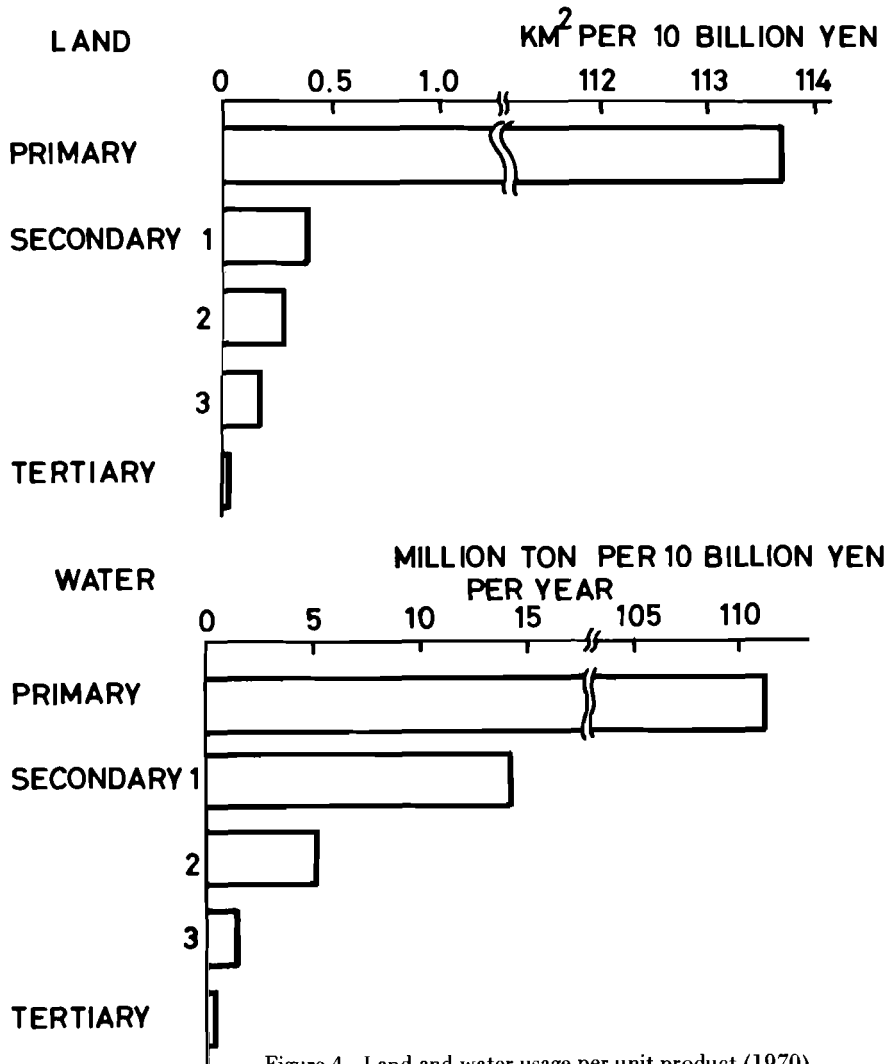 LAND
KM² PER 10 BILLION YEN
0 0.5 1.0 112 113 114
PRIMARY
SECONDARY 1
2
3
TERTIARY
WATER
MILLION TON PER 10 BILLION YEN
PER YEAR
0 5 10 15 105 110
PRIMARY
SECONDARY 1
2
3
TERTIARY
Figure 4. Land and water usage per unit product (1970)